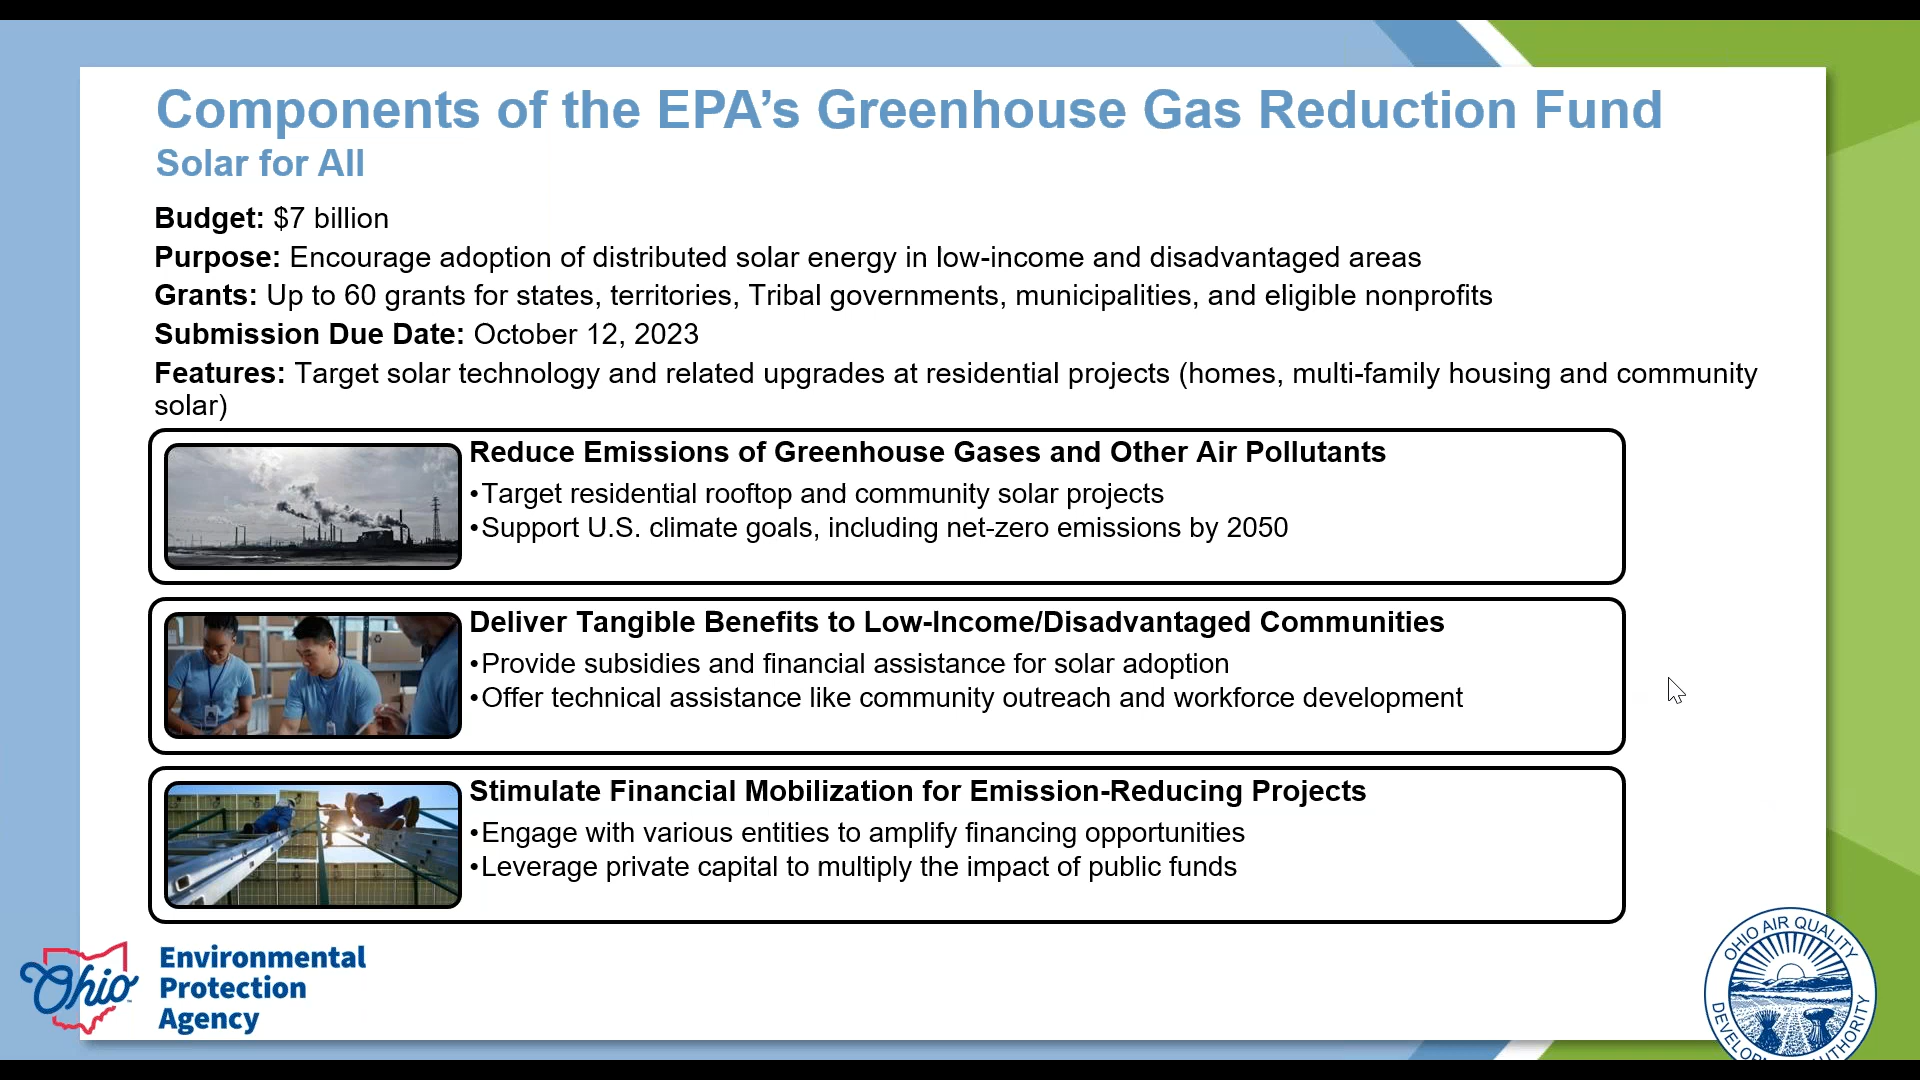 Components of the EPA’s Greenhouse Gas Reduction Fund
Solar for All
Budget: $7 billion
Purpose: Encourage adoption of distributed solar energy in low-income and disadvantaged areas
Grants: Up to 60 grants for states, territories, Tribal governments, municipalities, and eligible nonprofits
Submission Due Date: October 12, 2023
Features: Target solar technology and related upgrades at residential projects (homes, multi-family housing and community
solar)
Reduce Emissions of Greenhouse Gases and Other Air Pollutants
•Target residential rooftop and community solar projects
•Support U.S. climate goals, including net-zero emissions by 2050
Deliver Tangible Benefits to Low-Income/Disadvantaged Communities
•Provide subsidies and financial assistance for solar adoption
•Offer technical assistance like community outreach and workforce development
Stimulate Financial Mobilization for Emission-Reducing Projects
•Engage with various entities to amplify financing opportunities
•Leverage private capital to multiply the impact of public funds
Ohio
Environmental
Protection
Agency
OHIO AIR QUALITY